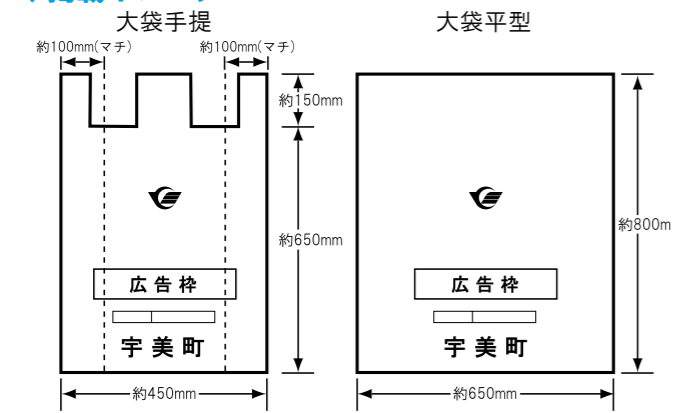 大袋手提
約100mm(マチ)
約100mm(マチ)
約150mm
約650mm
広告枠
宇美町
約450mm
大袋平型
約800m
広告枠
宇美町
約650mm